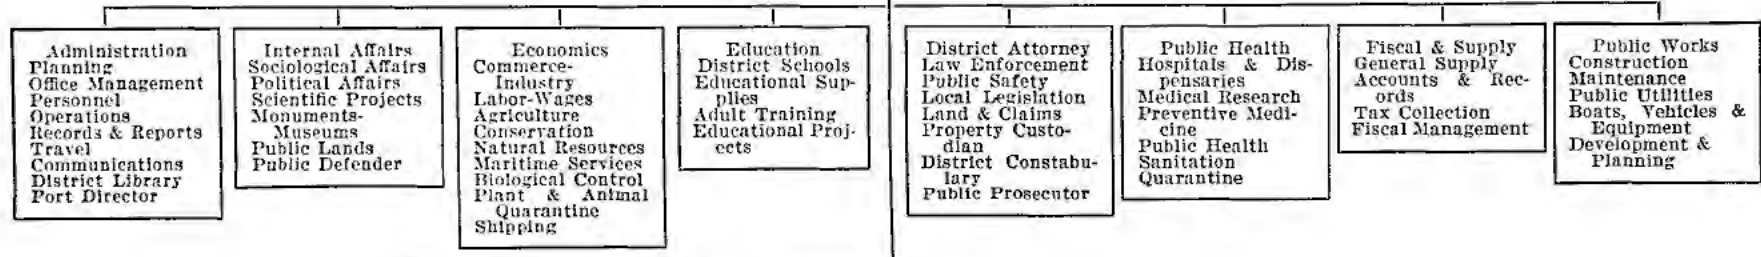 Administration
Planning
Office Management
Personnel
Operations
Records & Reports
Travel
Communications
District Library
Port Director
Internal Affairs
Sociological Affairs
Political Affairs
Scientific Projects
Monuments-
Museums
Public Lands
Public Defender
Economics
Commerce-
Industry
Labor-Wages
Agriculture
Conservation
Natural Resources
Maritime Services
Biological Control
Plant & Animal
Quarantine
Shipping
Education
District Schools
Educational Sup-
plies
Adult Training
Educational Proj-
ects
District Attorney
Law Enforcement
Public Safety
Local Legislation
Land & Claims
Property Custo-
dian
District Constabu-
lary
Public Prosecutor
Public Health
Hospitals & Dis-
pensaries
Medical Research
Preventive Medi-
cine
Public Health
Sanitation
Quarantine
Fiscal & Supply
General Supply
Accounts & Rec-
ords
Tax Collection
Fiscal Management
Public Works
Construction
Maintenance
Public Utilities
Boats, Vehicles &
Equipment
Development &
Planning